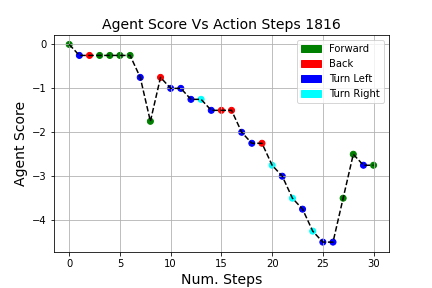 Agent Score Vs Action Steps 1816
Forward
Back
Turn Left
Turn Right
Agent Score
0
−1
−2
−3
−4
0 5 10 15 20 25 30
Num. Steps